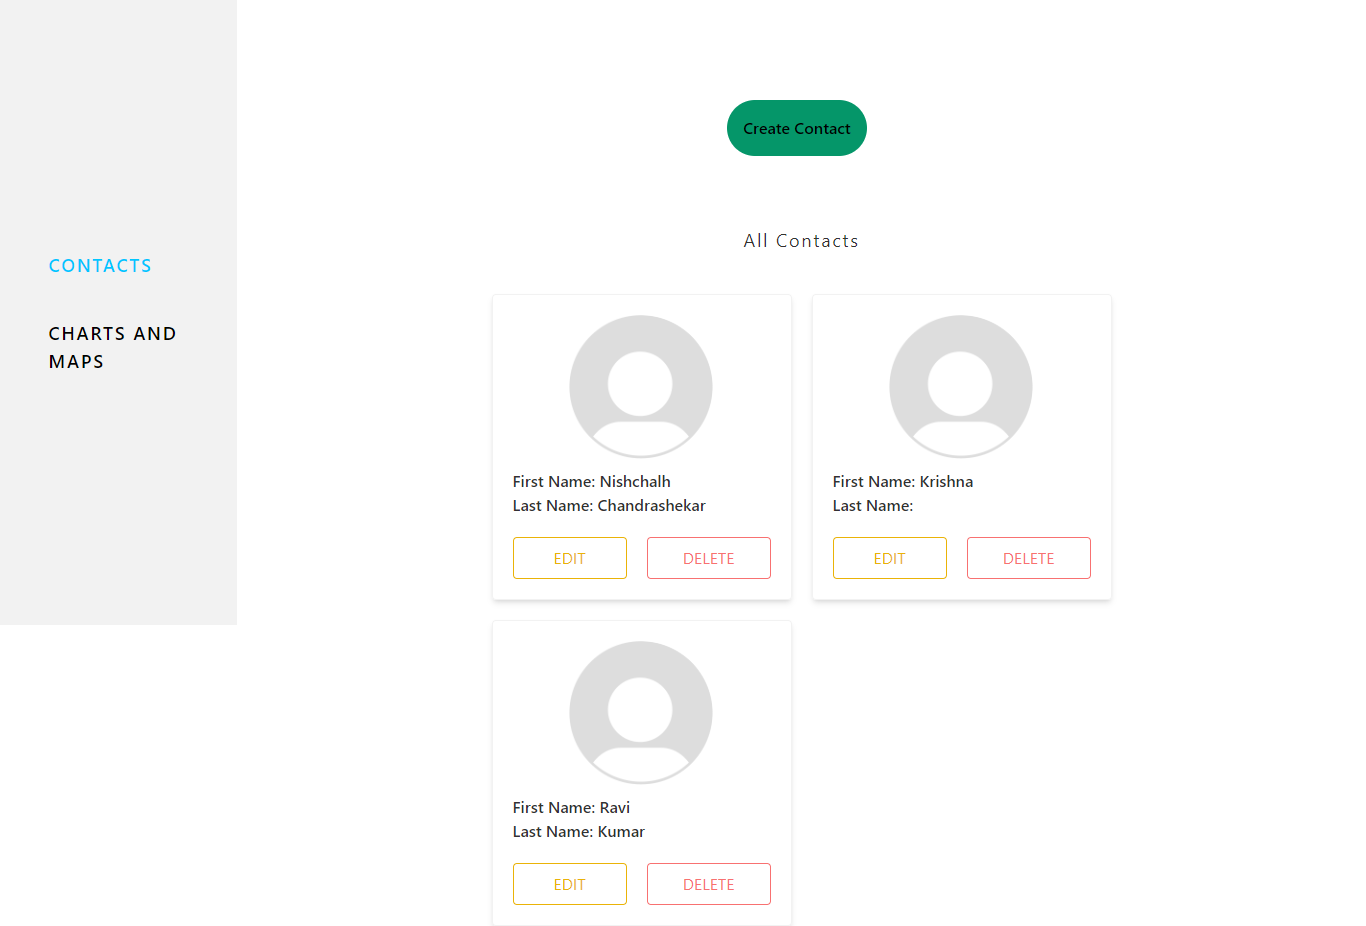 CONTACTS
CHARTS AND
MAPS
Create Contact
All Contacts
First Name: Nishchalh
Last Name: Chandrashekar
EDIT
DELETE
First Name: Krishna
Last Name:
EDIT
DELETE
First Name: Ravi
Last Name: Kumar
EDIT
DELETE